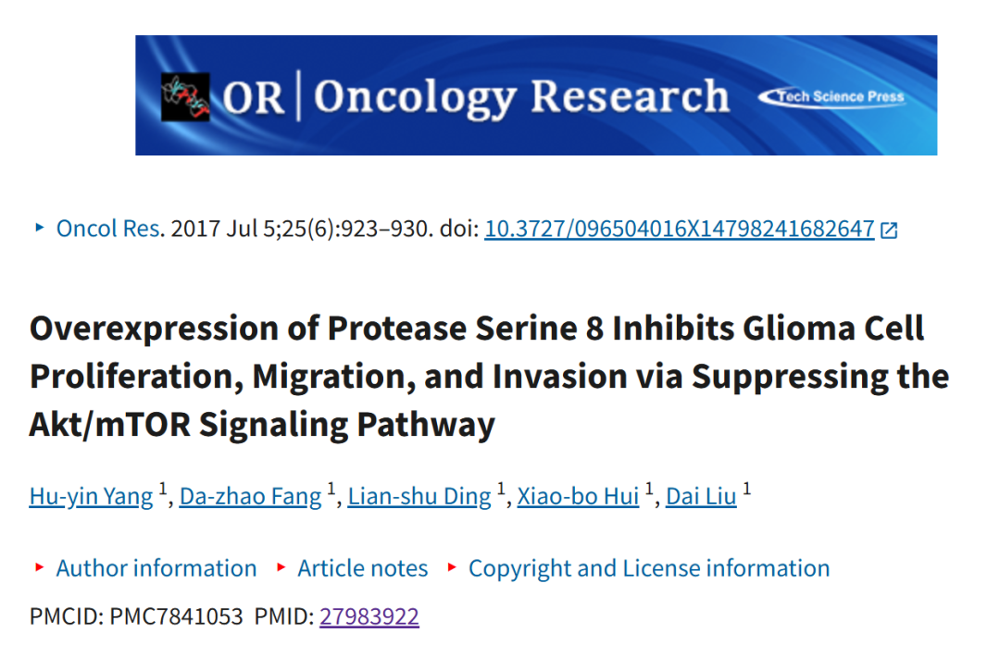 OR | Oncology Research Tech Science Press
Oncol Res. 2017 Jul 5;25(6):923–930. doi: 10.3727/096504016X14798241682647
Overexpression of Protease Serine 8 Inhibits Glioma Cell
Proliferation, Migration, and Invasion via Suppressing the
Akt/mTOR Signaling Pathway
Hu-yin Yang 1, Da-zhao Fang 1, Lian-shu Ding 1, Xiao-bo Hui 1, Dai Liu 1
Author information Article notes Copyright and License information
PMCID: PMC7841053 PMID: 27983922